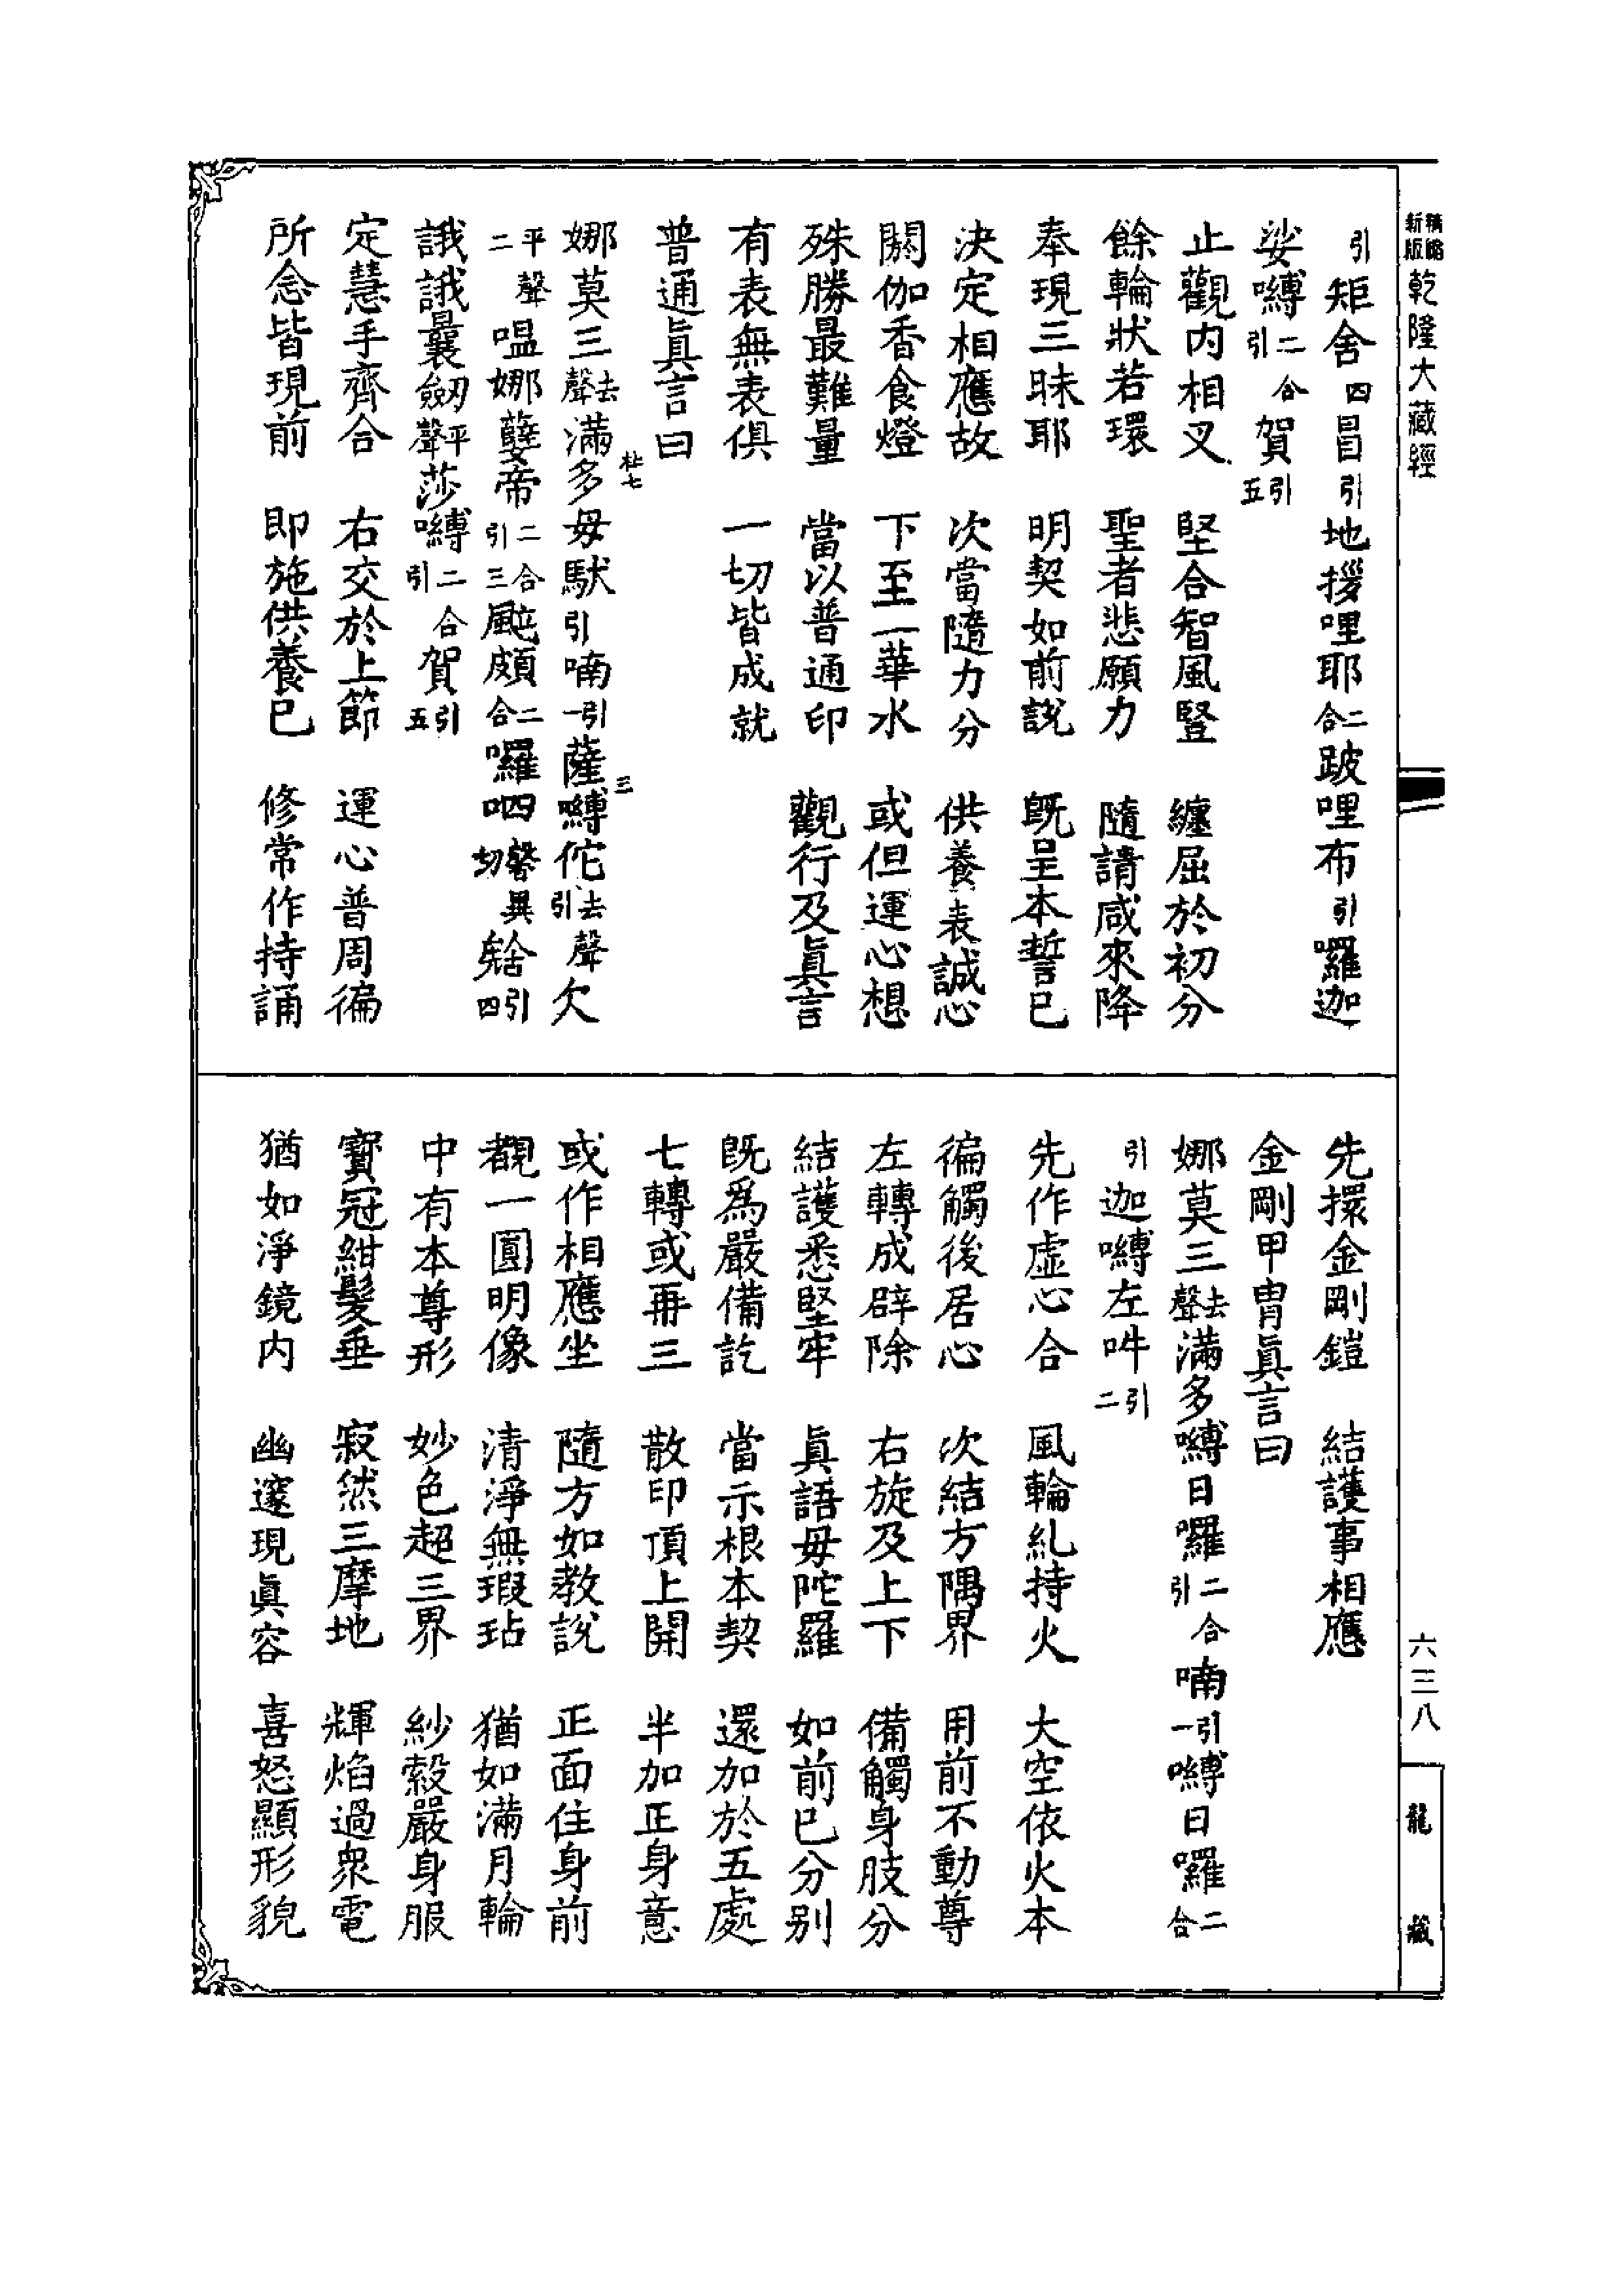 新版精縮乾隆大藏經
引矩舍四冒引地揬哩耶二合跛哩布引囉迦
娑嚩二合引賀引五
止觀內相叉　堅合智風豎　纏屈於初分
餘輪狀若環　聖者悲願力　隨請咸來降
奉現三昧耶　明契如前說　既呈本誓已
決定相應故　次當隨力分　供養表誠心
閼伽香食燈　下至一華水　或但運心想
殊勝最難量　當以普通印　觀行及真言
有表無表俱　一切皆成就
普通真言曰
娜莫三去聲滿多毋馱引喃引一薩嚩佗去聲引欠
平聲二嗢娜蘖帝二合引三頗二合囉呬馨異切舍引四
誐誐曩劒平聲莎嚩二合引賀引五
定慧手齊合　右交於上節　運心普周徧
所念皆現前　即施供養已　修常作持誦
先擐金剛鎧　結護事相應
金剛甲冑真言曰
娜莫三去聲滿多嚩日囉二合引喃引一嚩日囉二合
引迦嚩左吽引二
先作虛心合　風輪糺持火　大空依火本
徧觸後居心　次結方隅界　用前不動尊
左轉成辟除　右旋及上下　備觸身肢分
結護悉堅牢　真語毋陀羅　如前已分別
既為嚴備訖　當示根本契　還加於五處
七轉或再三　散印頂上開　半加正身意
或作相應坐　隨方如教說　正面住身前
覩一圓明像　清淨無瑕玷　猶如滿月輪
中有本尊形　妙色超三界　紗縠嚴身服
寶冠紺髮垂　寂然三摩地　輝焰過眾電
猶如淨鏡內　幽邃現真容　喜怒顯形貌
六三八
龍藏